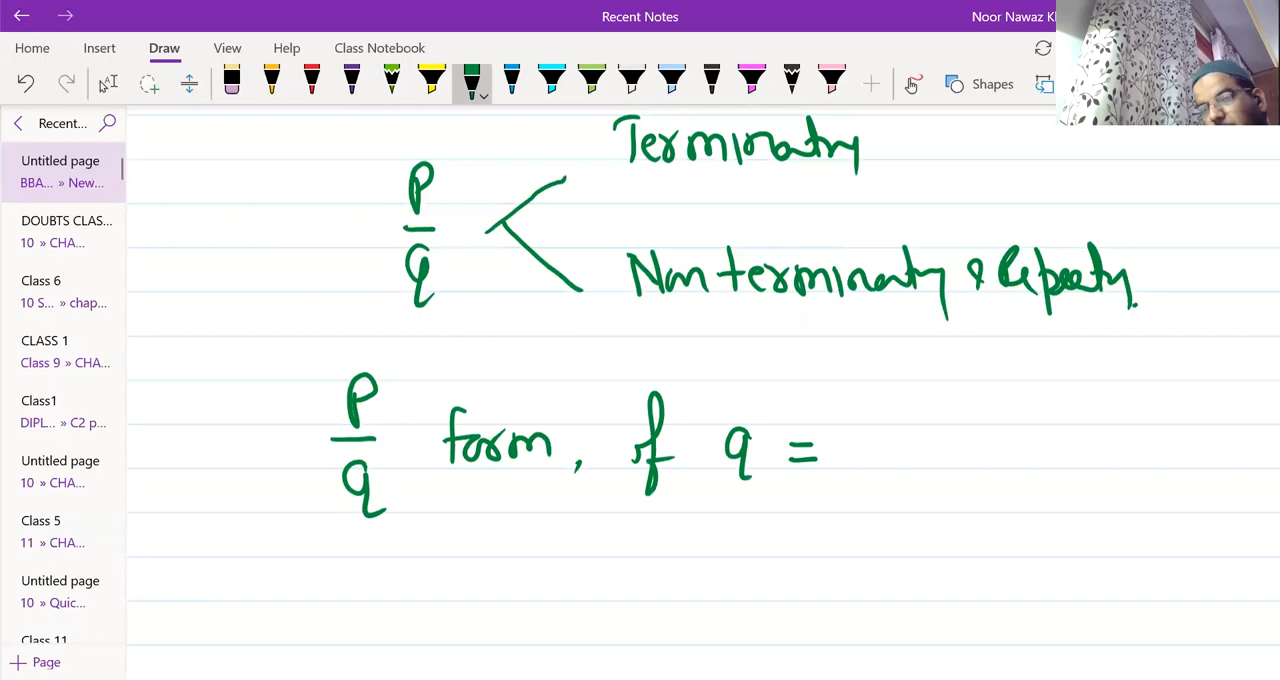 Recent Notes
Noor Nawaz Kh
Home Insert Draw View Help Class Notebook
Shapes
Recent...
Untitled page
BBA... » New...
DOUBTS CLAS...
10 » CHA...
Class 6
10 S... » chap...
CLASS 1
Class 9 » CHA...
Class1
DIPL... » C2 p...
Untitled page
10 » CHA...
Class 5
11 » CHA...
Untitled page
10 » Quic...
Class 11
+ Page
Terminating
P
q
Non terminating & Repeating.
P
q
form, if q =